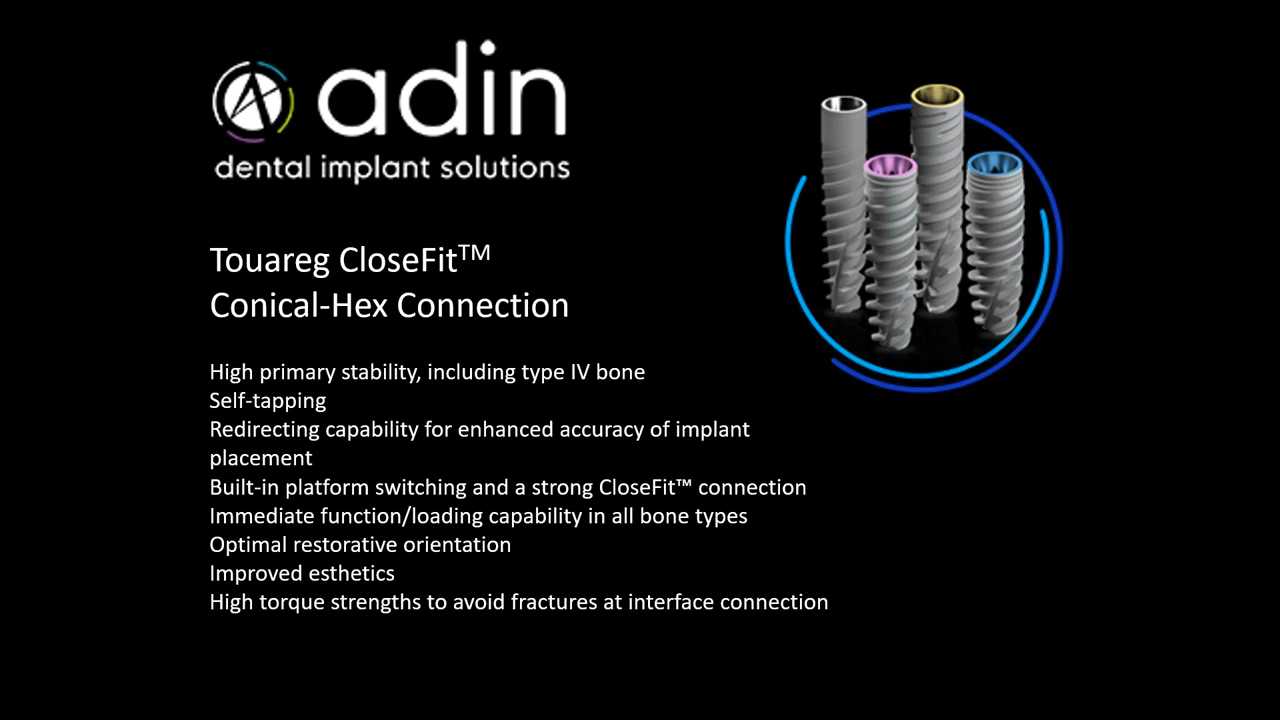 adin
dental implant solutions
Touareg CloseFit™
Conical-Hex Connection
High primary stability, including type IV bone
Self-tapping
Redirecting capability for enhanced accuracy of implant
placement
Built-in platform switching and a strong CloseFit™ connection
Immediate function/loading capability in all bone types
Optimal restorative orientation
Improved esthetics
High torque strengths to avoid fractures at interface connection